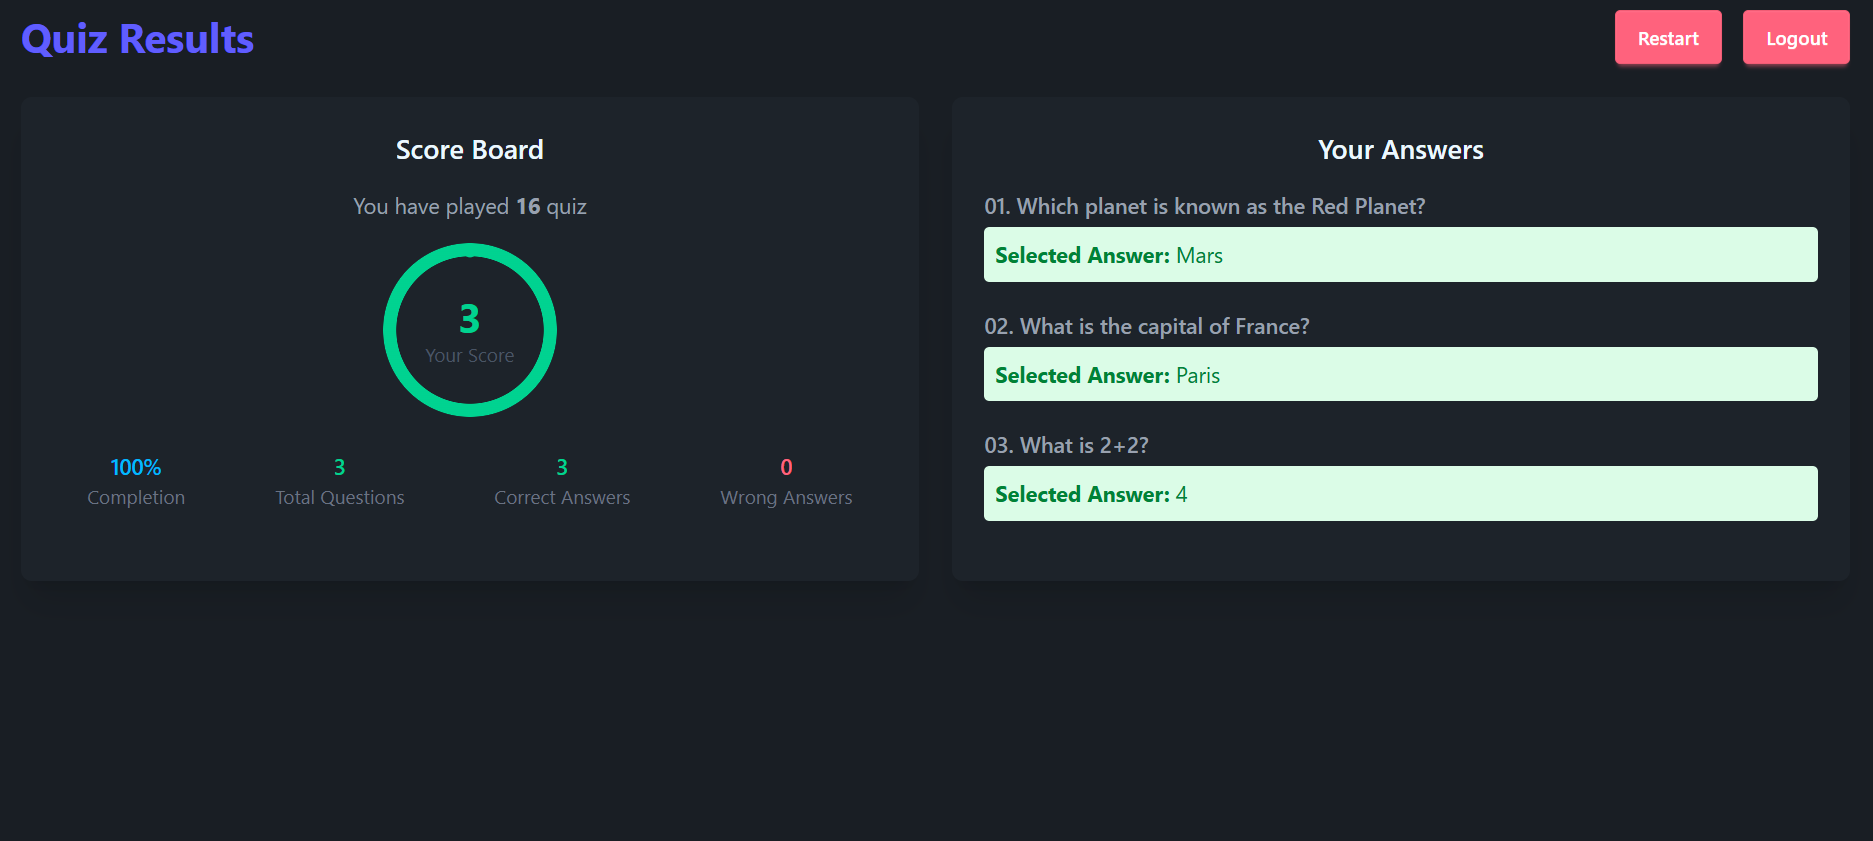 Quiz Results
Restart
Logout
Score Board
You have played 16 quiz
3
Your Score
100%
Completion
3
Total Questions
3
Correct Answers
0
Wrong Answers
Your Answers
01. Which planet is known as the Red Planet?
Selected Answer: Mars
02. What is the capital of France?
Selected Answer: Paris
03. What is 2+2?
Selected Answer: 4